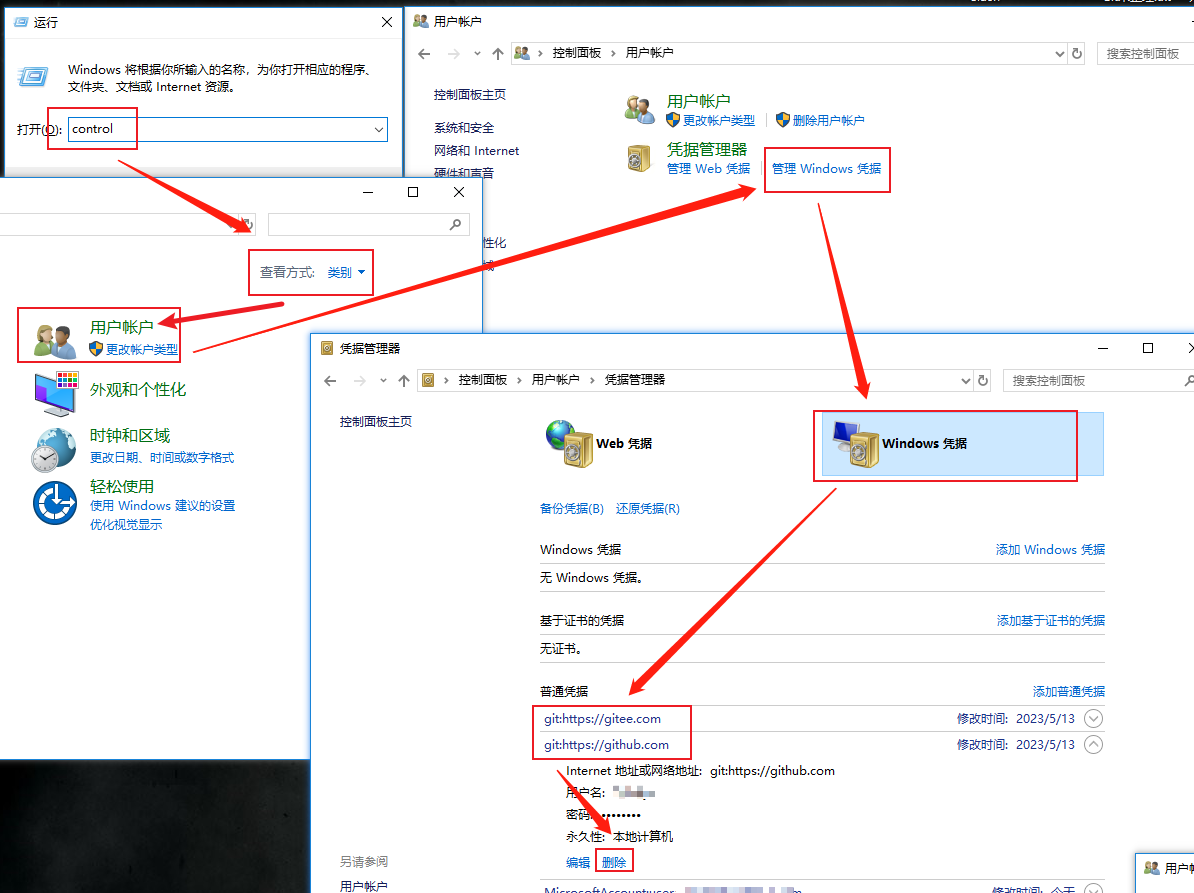 运行
Windows 将根据你所输入的名称，为你打开相应的程序、
文件夹、文档或 Internet 资源。
打开(O):
control
用户帐户
控制面板 › 用户帐户
搜索控制面板
控制面板主页
系统和安全
网络和 Internet
硬件和声音
性化
域
用户帐户
更改帐户类型
删除用户帐户
凭据管理器
管理 Web 凭据
管理 Windows 凭据
查看方式: 类别
用户帐户
更改帐户类型
外观和个性化
时钟和区域
更改日期、时间或数字格式
轻松使用
使用 Windows 建议的设置
优化视觉显示
凭据管理器
控制面板 › 用户帐户 › 凭据管理器
搜索控制面板
控制面板主页
Web 凭据
Windows 凭据
备份凭据(B) 还原凭据(R)
Windows 凭据 添加 Windows 凭据
无 Windows 凭据。
基于证书的凭据 添加基于证书的凭据
无证书。
普通凭据 添加普通凭据
git:https://gitee.com 修改时间: 2023/5/13
git:https://github.com 修改时间: 2023/5/13
Internet 地址或网络地址: git:https://github.com
用户名:
密码: ••••••••
永久性: 本地计算机
编辑 删除
MicrosoftAccount:user: 修改时间: 今天
另请参阅
用户帐户
用户帐